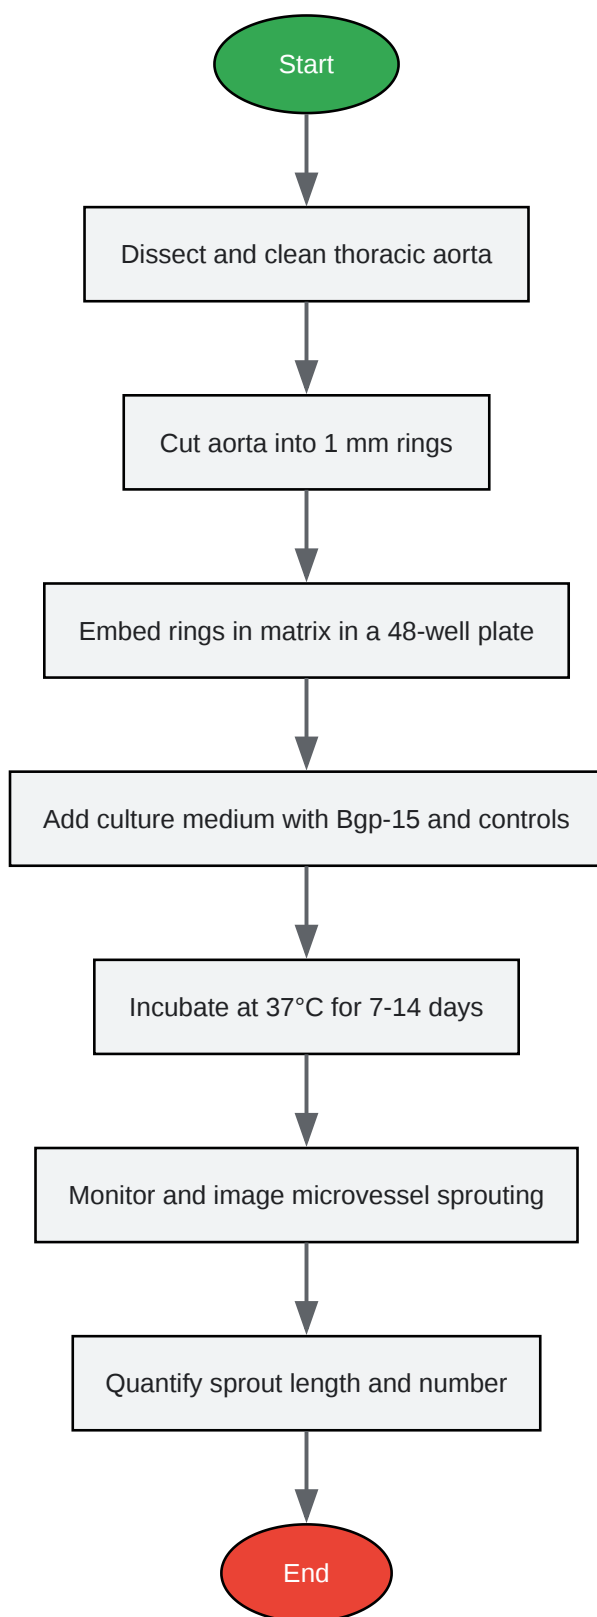 Start
Dissect and clean thoracic aorta
Cut aorta into 1 mm rings
Embed rings in matrix in a 48-well plate
Add culture medium with Bgp-15 and controls
Incubate at 37°C for 7-14 days
Monitor and image microvessel sprouting
Quantify sprout length and number
End